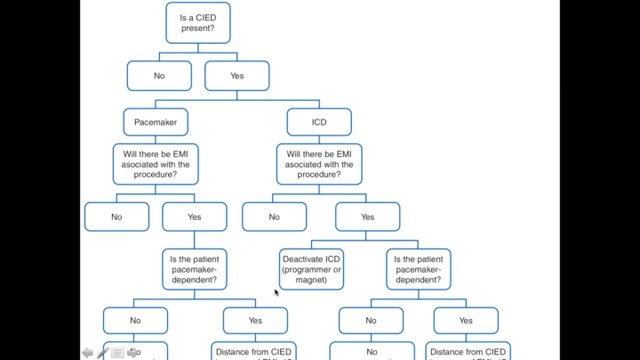 Is a CIED
present?
No
Yes
Pacemaker
ICD
Will there be EMI
asociated with the
procedure?
Will there be EMI
asociated with the
procedure?
No
Yes
No
Yes
Is the patient
pacemaker-
dependent?
Deactivate ICD
(programmer or
magnet)
Is the patient
pacemaker-
dependent?
No
Yes
No
Yes
No
Distance from CIED
No
Distance from CIED